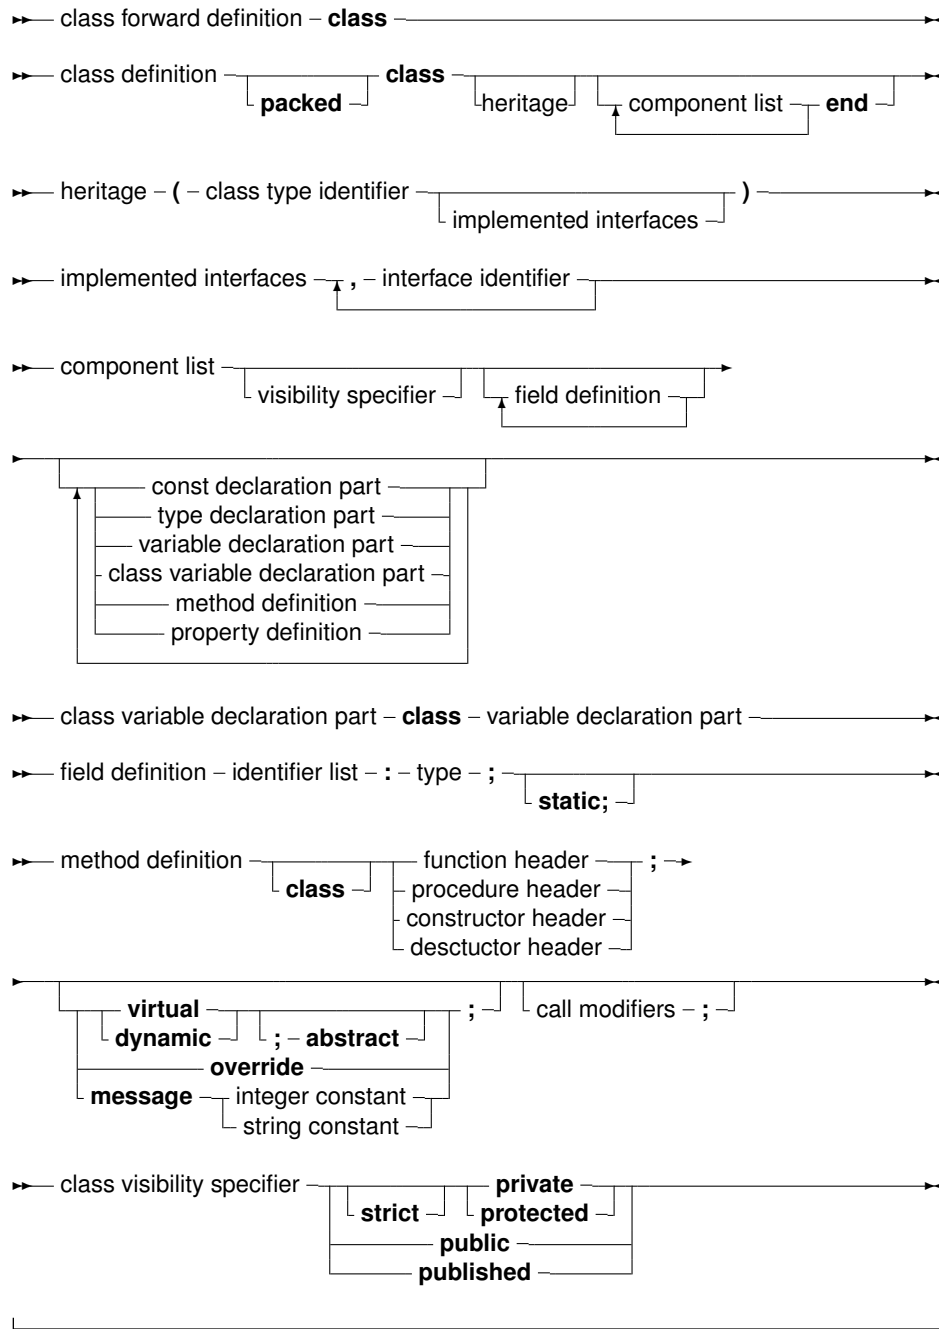 class forward definition class
class definition class
packed heritage component list end
heritage ( class type identifier )
implemented interfaces
implemented interfaces , interface identifier
component list
visibility specifier field definition
const declaration part
type declaration part
variable declaration part
class variable declaration part
method definition
property definition
class variable declaration part class variable declaration part
field definition identifier list : type ;
static;
method definition function header ;
class procedure header
constructor header
desctuctor header
virtual ; call modifiers ;
dynamic ; abstract
override
message integer constant
string constant
class visibility specifier private
strict protected
public
published